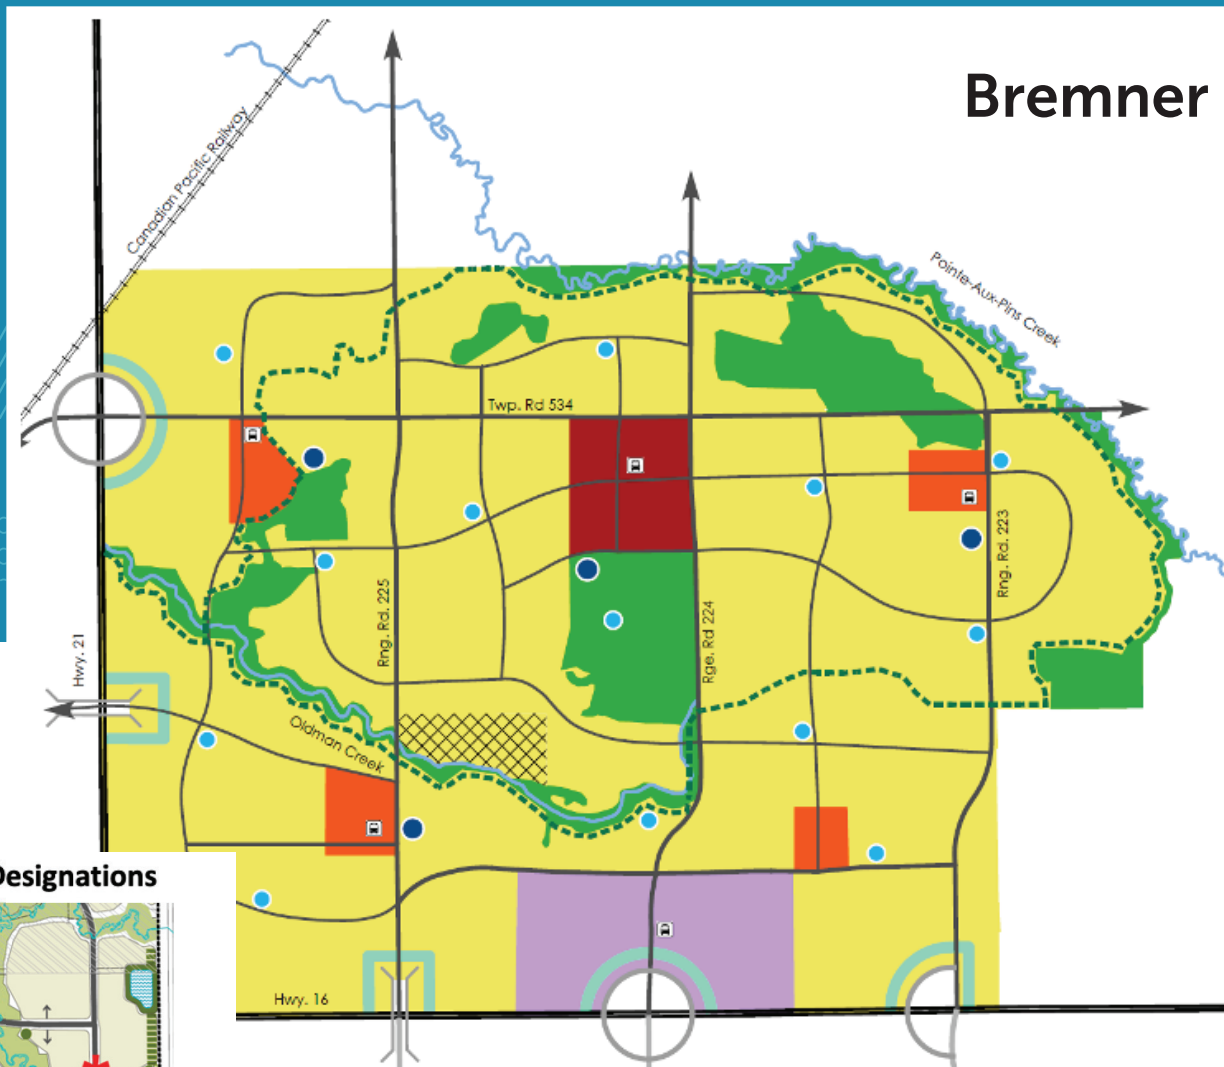 Bremner
Canadian Pacific Railway
Pointe-Aux-Pins Creek
Twp. Rd 534
Rng. Rd. 223
Rng. Rd. 225
Rge. Rd 224
Hwy. 21
Oldman Creek
Designations
Hwy. 16